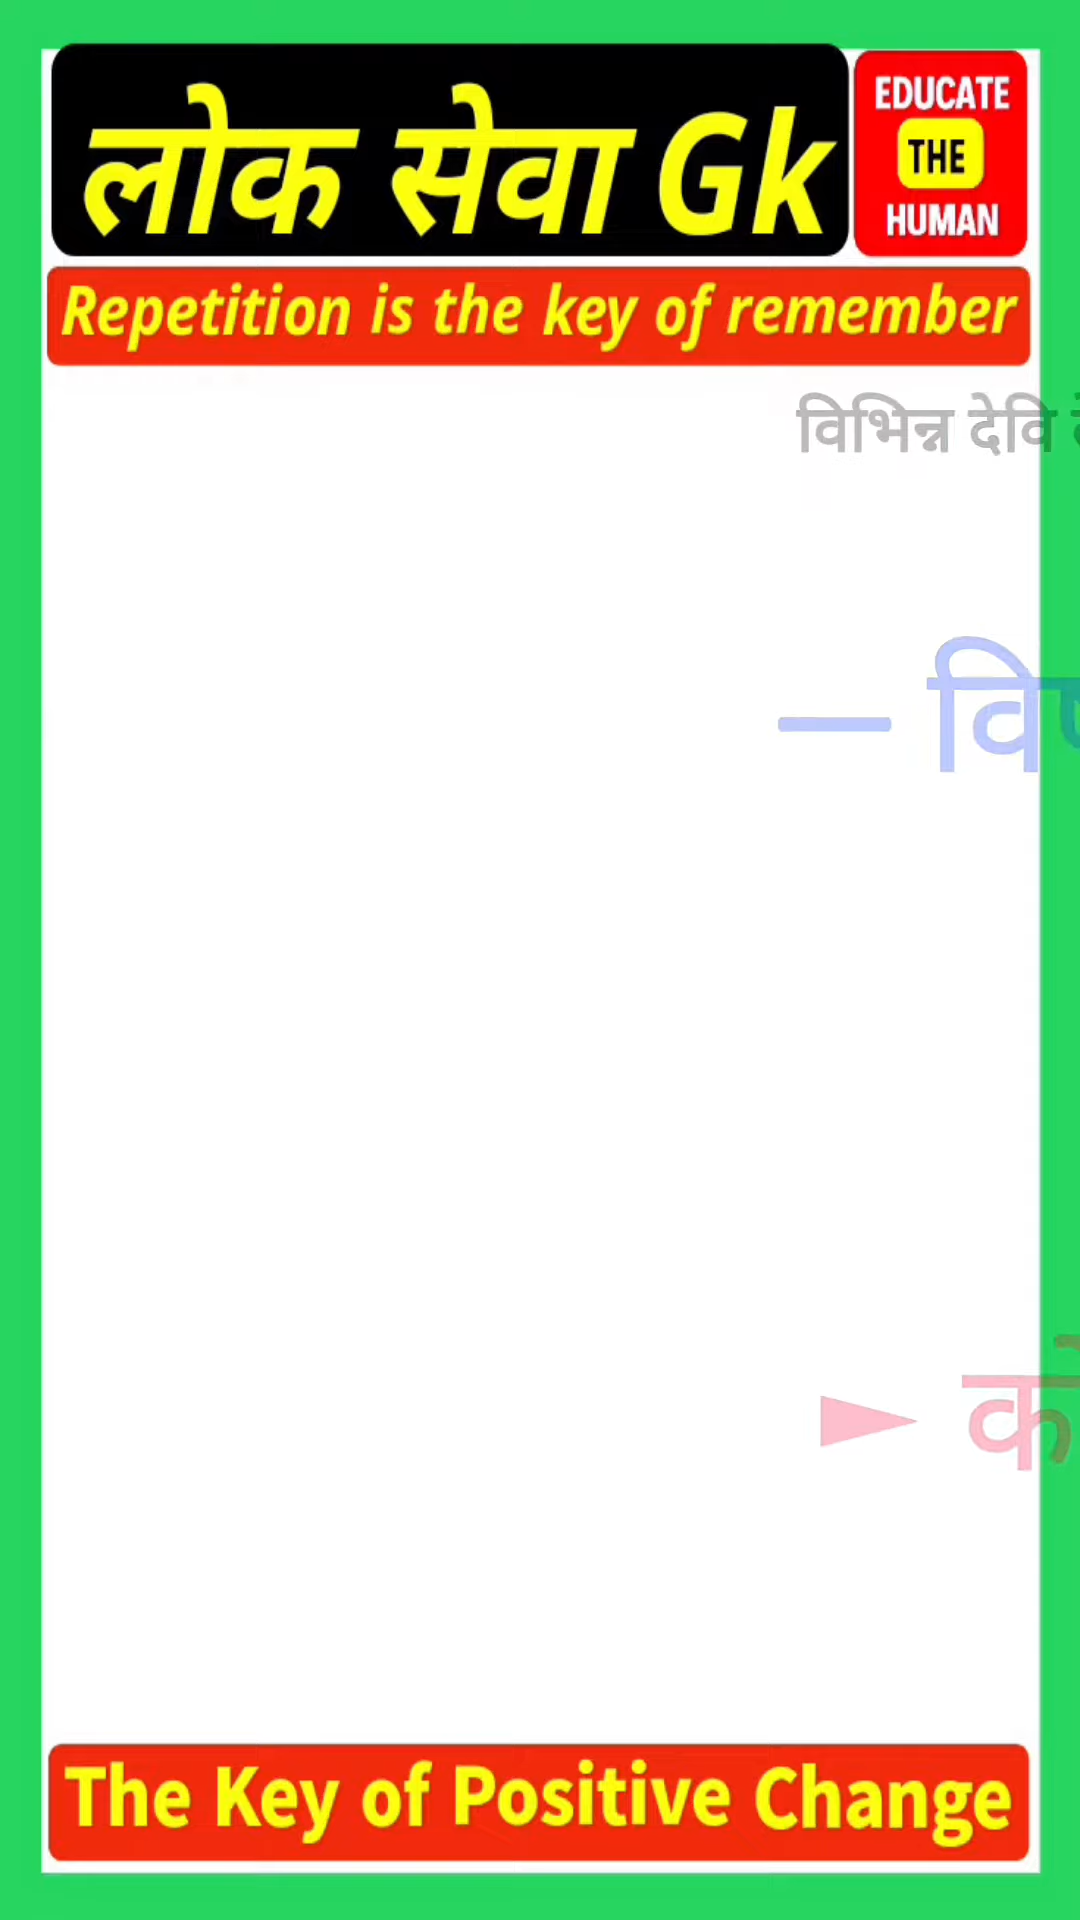 लोक सेवा Gk
EDUCATE
THE
HUMAN
Repetition is the key of remember
विभिन्न देवि
—
►
The Key of Positive Change